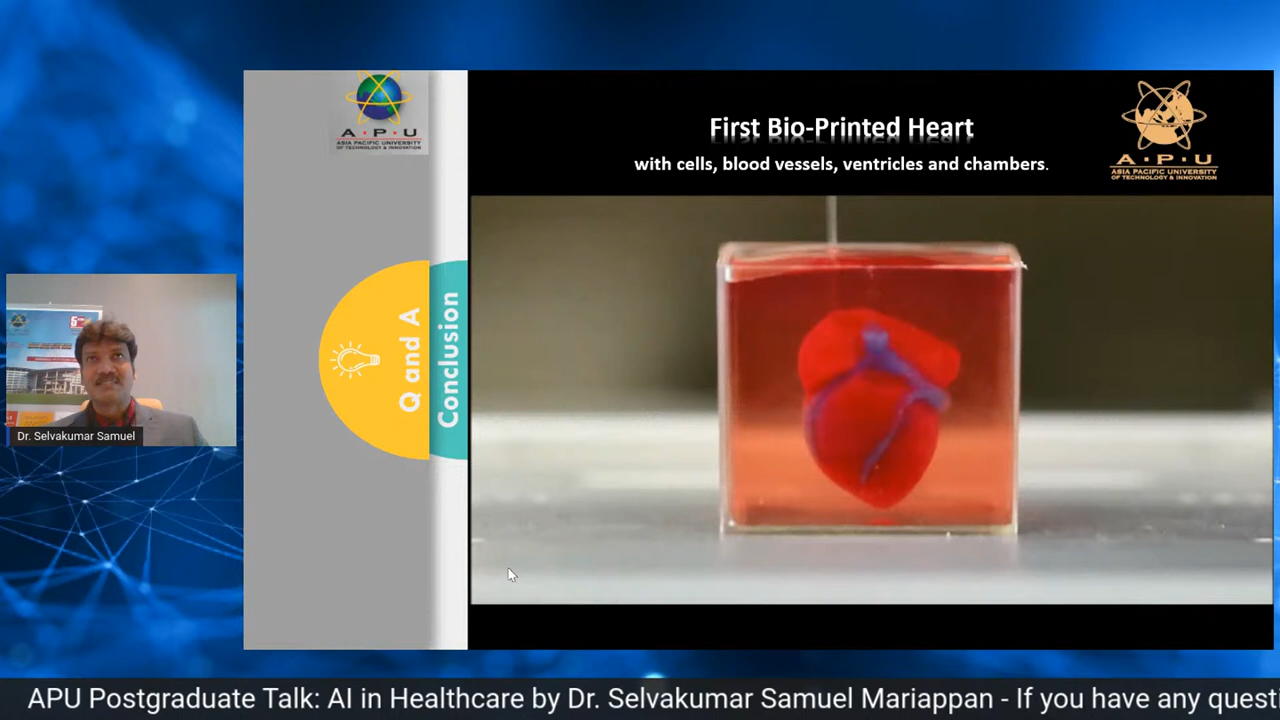 A·P·U
ASIA PACIFIC UNIVERSITY
OF TECHNOLOGY & INNOVATION
First Bio-Printed Heart
with cells, blood vessels, ventricles and chambers.
A·P·U
ASIA PACIFIC UNIVERSITY
OF TECHNOLOGY & INNOVATION
Q and A
Conclusion
Dr. Selvakumar Samuel
APU Postgraduate Talk: AI in Healthcare by Dr. Selvakumar Samuel Mariappan - If you have any questi